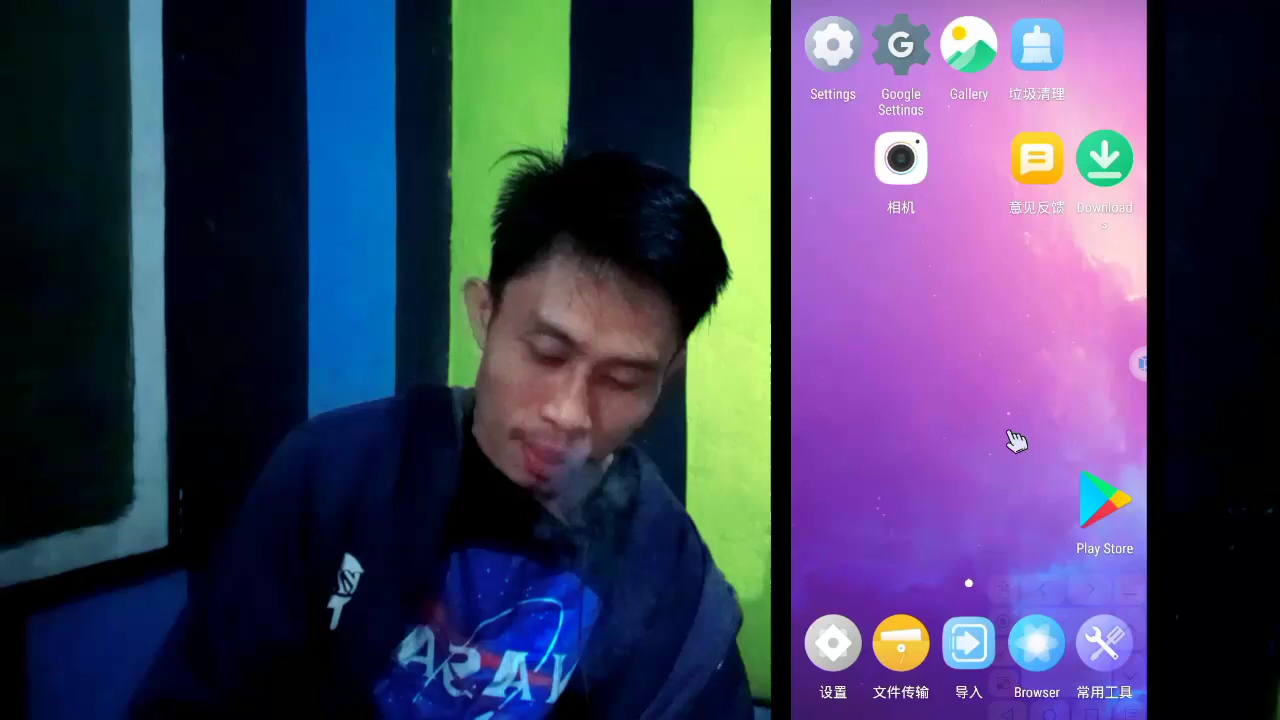 Settings
Google
Settings
Gallery
垃圾清理
相机
意见反馈
Download
s
Play Store
设置
文件传输
导入
Browser
常用工具